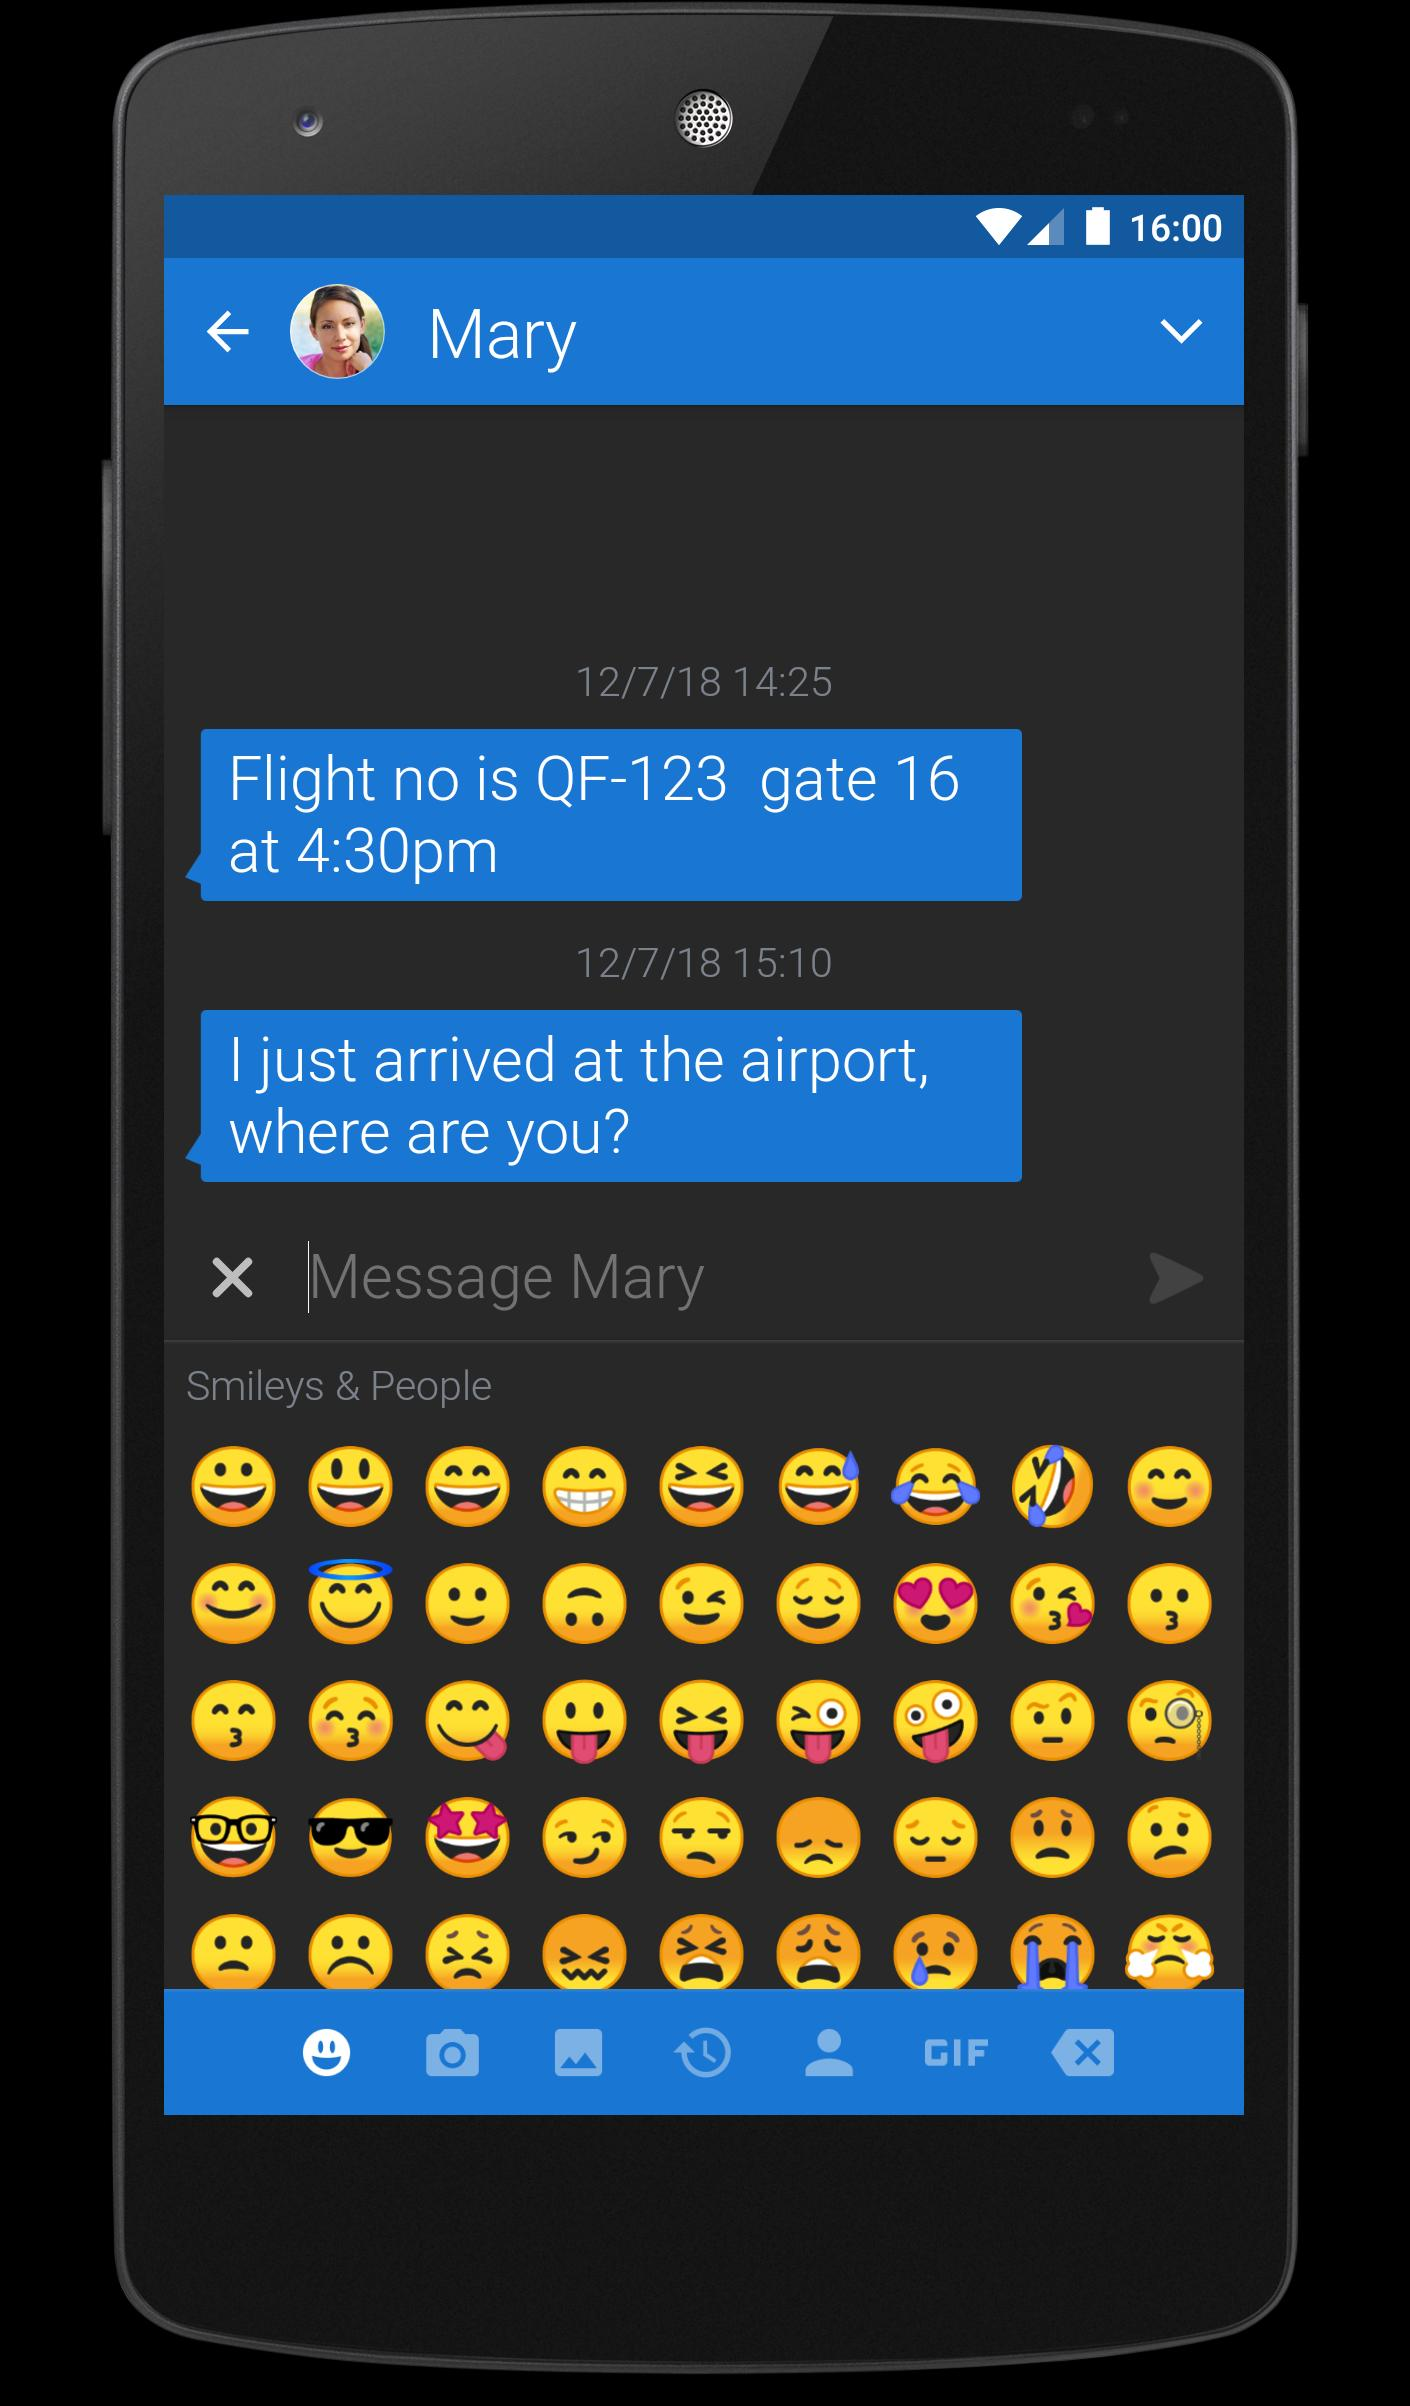 16:00
Mary
12/7/18 14:25
Flight no is QF-123  gate 16
at 4:30pm
12/7/18 15:10
I just arrived at the airport,
where are you?
Message Mary
Smileys & People
GIF